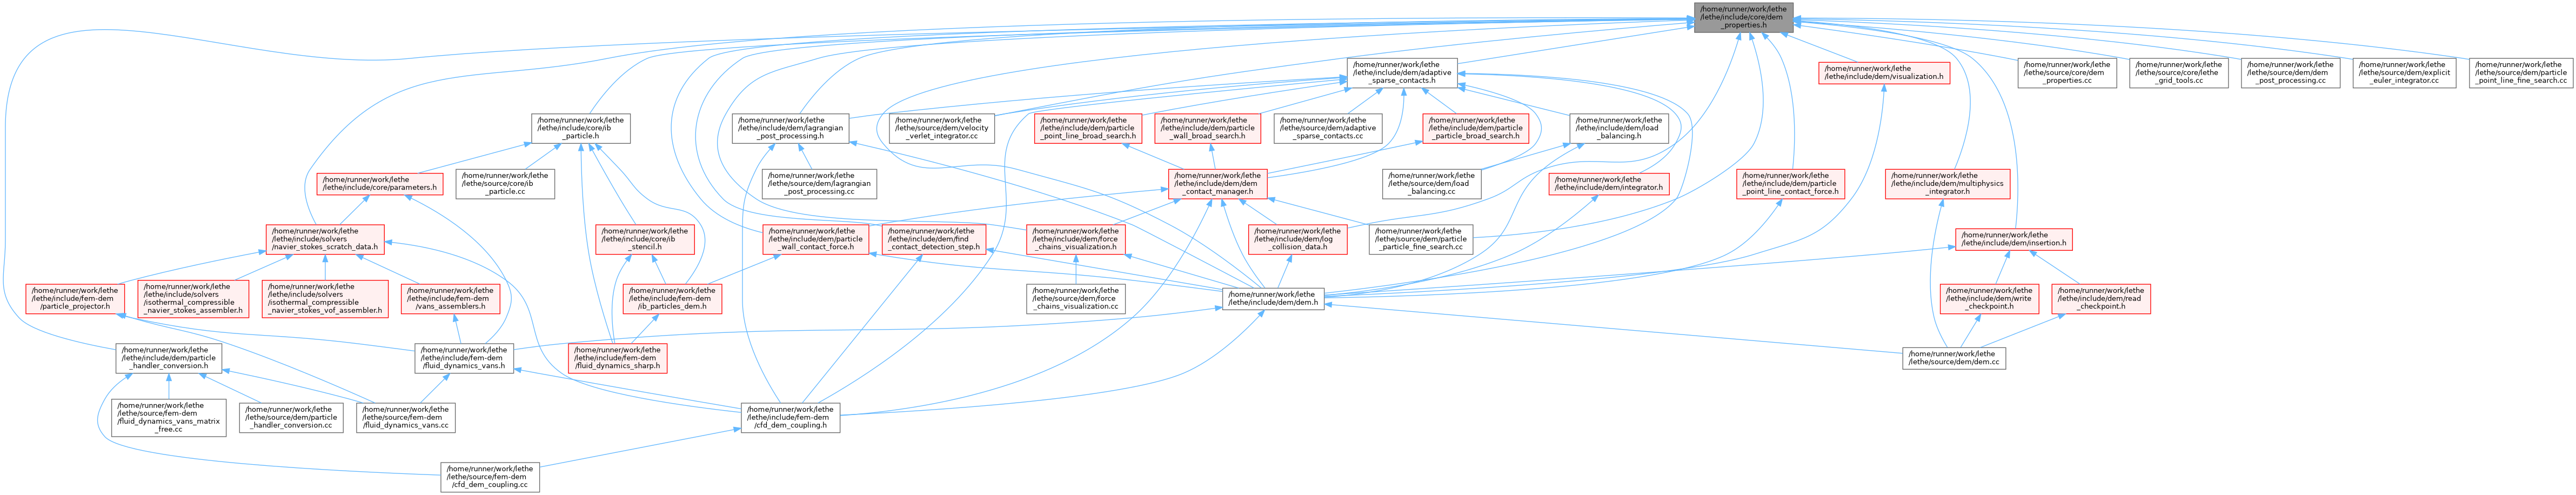 /home/runner/work/lethe
/lethe/include/core/dem
_properties.h
/home/runner/work/lethe
/lethe/include/dem/adaptive
_sparse_contacts.h
/home/runner/work/lethe
/lethe/include/dem/visualization.h
/home/runner/work/lethe
/lethe/source/core/dem
_properties.cc
/home/runner/work/lethe
/lethe/source/core/lethe
_grid_tools.cc
/home/runner/work/lethe
/lethe/source/dem/dem
_post_processing.cc
/home/runner/work/lethe
/lethe/source/dem/explicit
_euler_integrator.cc
/home/runner/work/lethe
/lethe/source/dem/particle
_point_line_fine_search.cc
/home/runner/work/lethe
/lethe/include/core/ib
_particle.h
/home/runner/work/lethe
/lethe/include/dem/lagrangian
_post_processing.h
/home/runner/work/lethe
/lethe/source/dem/velocity
_verlet_integrator.cc
/home/runner/work/lethe
/lethe/include/dem/particle
_point_line_broad_search.h
/home/runner/work/lethe
/lethe/include/dem/particle
_wall_broad_search.h
/home/runner/work/lethe
/lethe/source/dem/adaptive
_sparse_contacts.cc
/home/runner/work/lethe
/lethe/include/dem/particle
_particle_broad_search.h
/home/runner/work/lethe
/lethe/include/dem/load
_balancing.h
/home/runner/work/lethe
/lethe/include/core/parameters.h
/home/runner/work/lethe
/lethe/source/core/ib
_particle.cc
/home/runner/work/lethe
/lethe/source/dem/lagrangian
_post_processing.cc
/home/runner/work/lethe
/lethe/include/dem/dem
_contact_manager.h
/home/runner/work/lethe
/lethe/source/dem/load
_balancing.cc
/home/runner/work/lethe
/lethe/include/dem/integrator.h
/home/runner/work/lethe
/lethe/include/dem/particle
_point_line_contact_force.h
/home/runner/work/lethe
/lethe/include/dem/multiphysics
_integrator.h
/home/runner/work/lethe
/lethe/include/solvers
/navier_stokes_scratch_data.h
/home/runner/work/lethe
/lethe/include/core/ib
_stencil.h
/home/runner/work/lethe
/lethe/include/dem/particle
_wall_contact_force.h
/home/runner/work/lethe
/lethe/include/dem/find
_contact_detection_step.h
/home/runner/work/lethe
/lethe/include/dem/force
_chains_visualization.h
/home/runner/work/lethe
/lethe/include/dem/log
_collision_data.h
/home/runner/work/lethe
/lethe/source/dem/particle
_particle_fine_search.cc
/home/runner/work/lethe
/lethe/include/dem/insertion.h
/home/runner/work/lethe
/lethe/include/fem-dem
/particle_projector.h
/home/runner/work/lethe
/lethe/include/solvers
/isothermal_compressible
_navier_stokes_assembler.h
/home/runner/work/lethe
/lethe/include/solvers
/isothermal_compressible
_navier_stokes_vof_assembler.h
/home/runner/work/lethe
/lethe/include/fem-dem
/vans_assemblers.h
/home/runner/work/lethe
/lethe/include/fem-dem
/ib_particles_dem.h
/home/runner/work/lethe
/lethe/source/dem/force
_chains_visualization.cc
/home/runner/work/lethe
/lethe/include/dem/dem.h
/home/runner/work/lethe
/lethe/include/dem/write
_checkpoint.h
/home/runner/work/lethe
/lethe/include/dem/read
_checkpoint.h
/home/runner/work/lethe
/lethe/include/dem/particle
_handler_conversion.h
/home/runner/work/lethe
/lethe/include/fem-dem
/fluid_dynamics_vans.h
/home/runner/work/lethe
/lethe/include/fem-dem
/fluid_dynamics_sharp.h
/home/runner/work/lethe
/lethe/source/dem/dem.cc
/home/runner/work/lethe
/lethe/source/fem-dem
/fluid_dynamics_vans_matrix
_free.cc
/home/runner/work/lethe
/lethe/source/dem/particle
_handler_conversion.cc
/home/runner/work/lethe
/lethe/source/fem-dem
/fluid_dynamics_vans.cc
/home/runner/work/lethe
/lethe/include/fem-dem
/cfd_dem_coupling.h
/home/runner/work/lethe
/lethe/source/fem-dem
/cfd_dem_coupling.cc